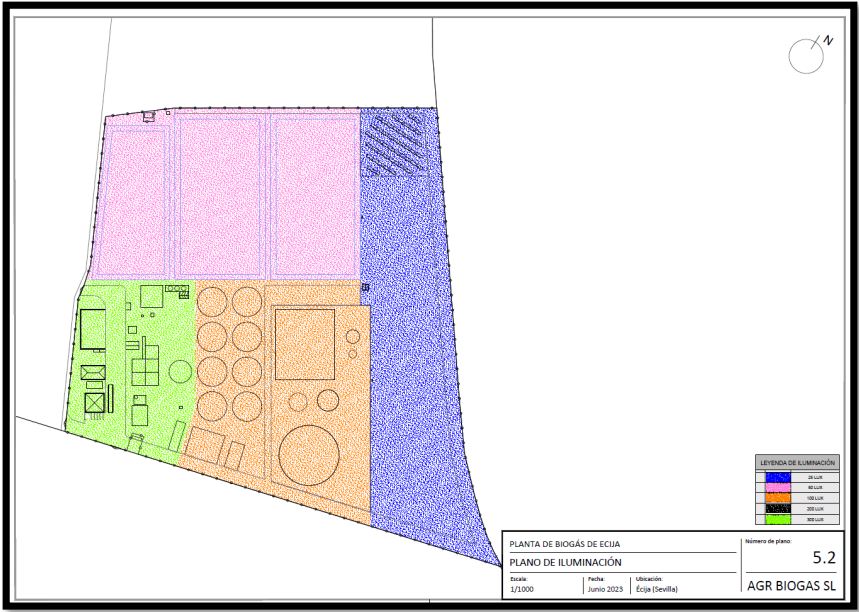 N
LEYENDA DE ILUMINACIÓN
25 LUX
50 LUX
100 LUX
200 LUX
300 LUX
PLANTA DE BIOGÁS DE ECIJA
Número de plano:
5.2
PLANO DE ILUMINACIÓN
Escala:
Fecha:
Ubicación:
1/1000
Junio 2023
Écija (Sevilla)
AGR BIOGAS SL